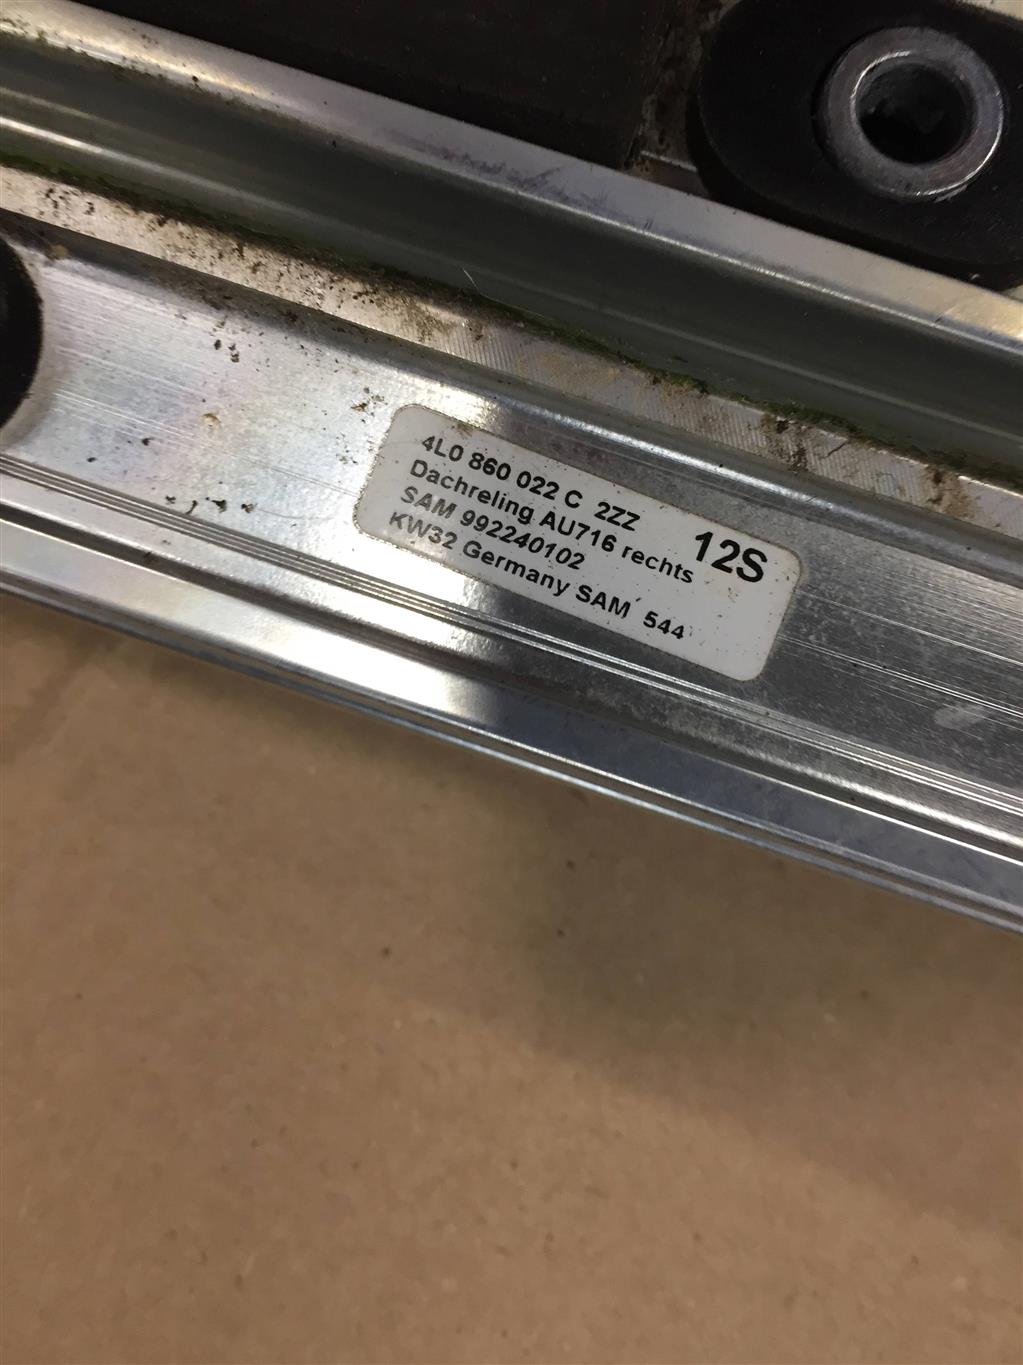 4L0 860 022 C 2ZZ
Dachreling AU716 rechts 12S
SAM 992240102
KW32 Germany SAM 544